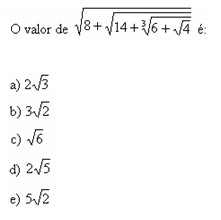 O valor de √(8+√(14+∛(6+√4))) é:
a) 2√3
b) 3√2
c) √6
d) 2√5
e) 5√2